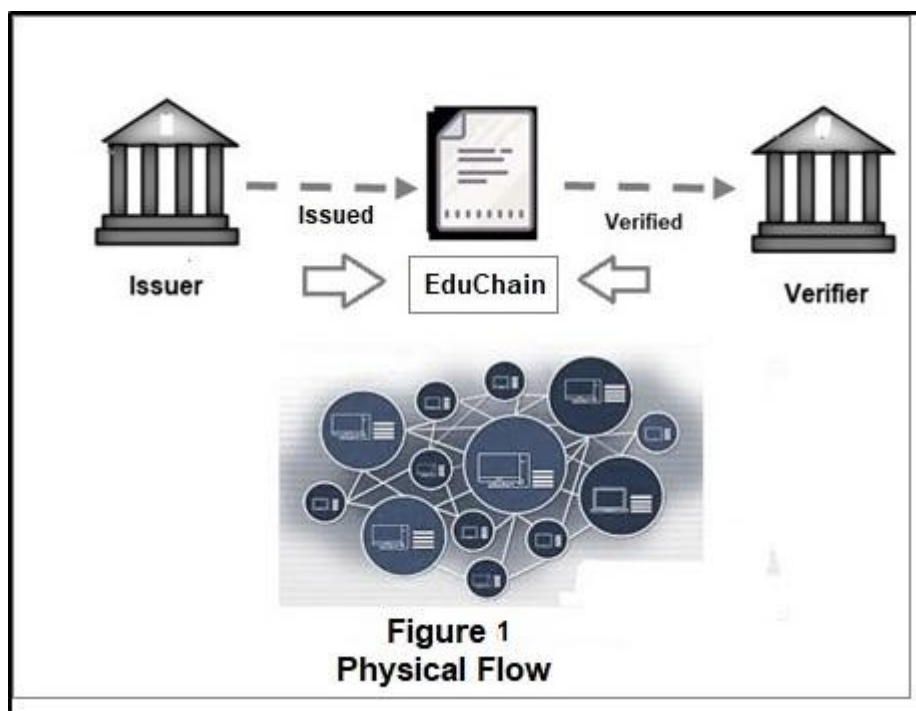 Issued
Verified
Issuer
EduChain
Verifier
Figure 1
Physical Flow